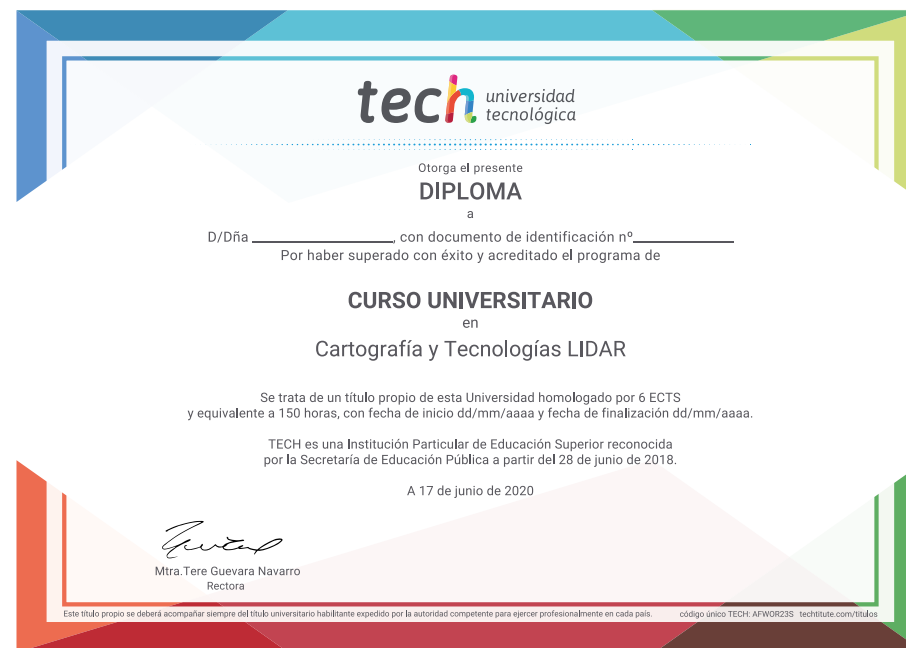 tech universidad
tecnológica
Otorga el presente
DIPLOMA
a
D/Dña ____________________, con documento de identificación nº______________
Por haber superado con éxito y acreditado el programa de
CURSO UNIVERSITARIO
en
Cartografía y Tecnologías LIDAR
Se trata de un título propio de esta Universidad homologado por 6 ECTS
y equivalente a 150 horas, con fecha de inicio dd/mm/aaaa y fecha de finalización dd/mm/aaaa.
TECH es una Institución Particular de Educación Superior reconocida
por la Secretaría de Educación Pública a partir del 28 de junio de 2018.
A 17 de junio de 2020
Mtra.Tere Guevara Navarro
Rectora
Este título propio se deberá acompañar siempre del título universitario habilitante expedido por la autoridad competente para ejercer profesionalmente en cada país. código único TECH: AFWOR23S techtitute.com/titulos